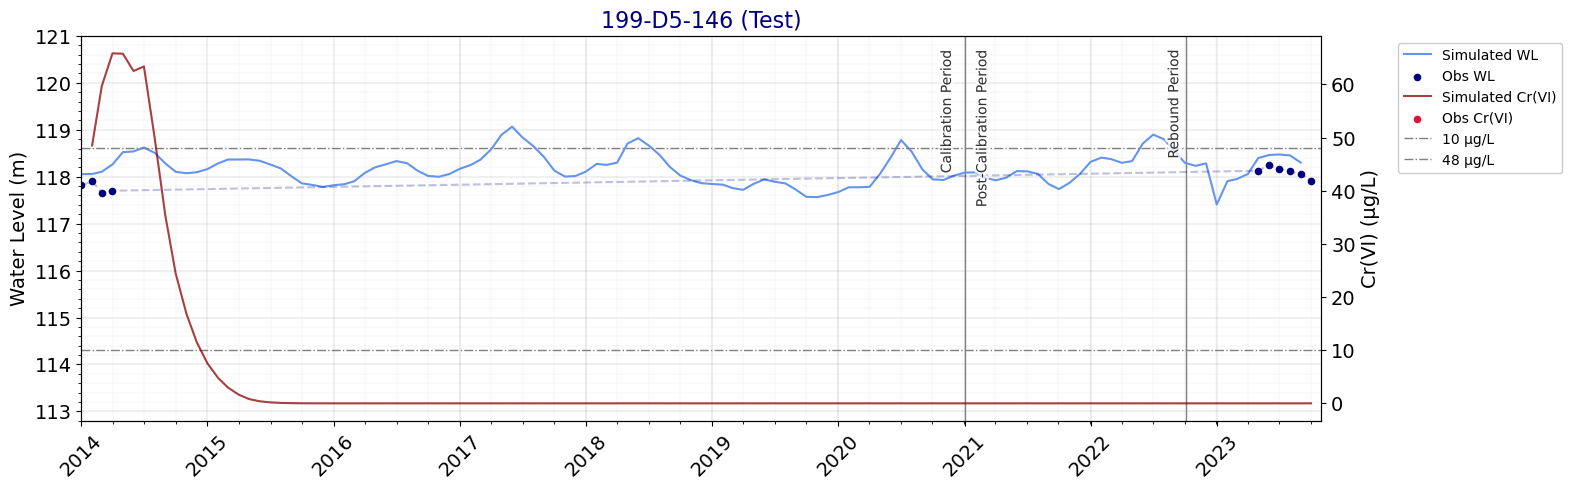 199-D5-146 (Test)
Water Level (m)
121
120
119
118
117
116
115
114
113
2014
2015
2016
2017
2018
2019
2020
2021
2022
2023
Calibration Period
Post-Calibration Period
Rebound Period
60
50
40
30
20
10
0
Cr(VI) (µg/L)
Simulated WL
Obs WL
Simulated Cr(VI)
Obs Cr(VI)
10 µg/L
48 µg/L